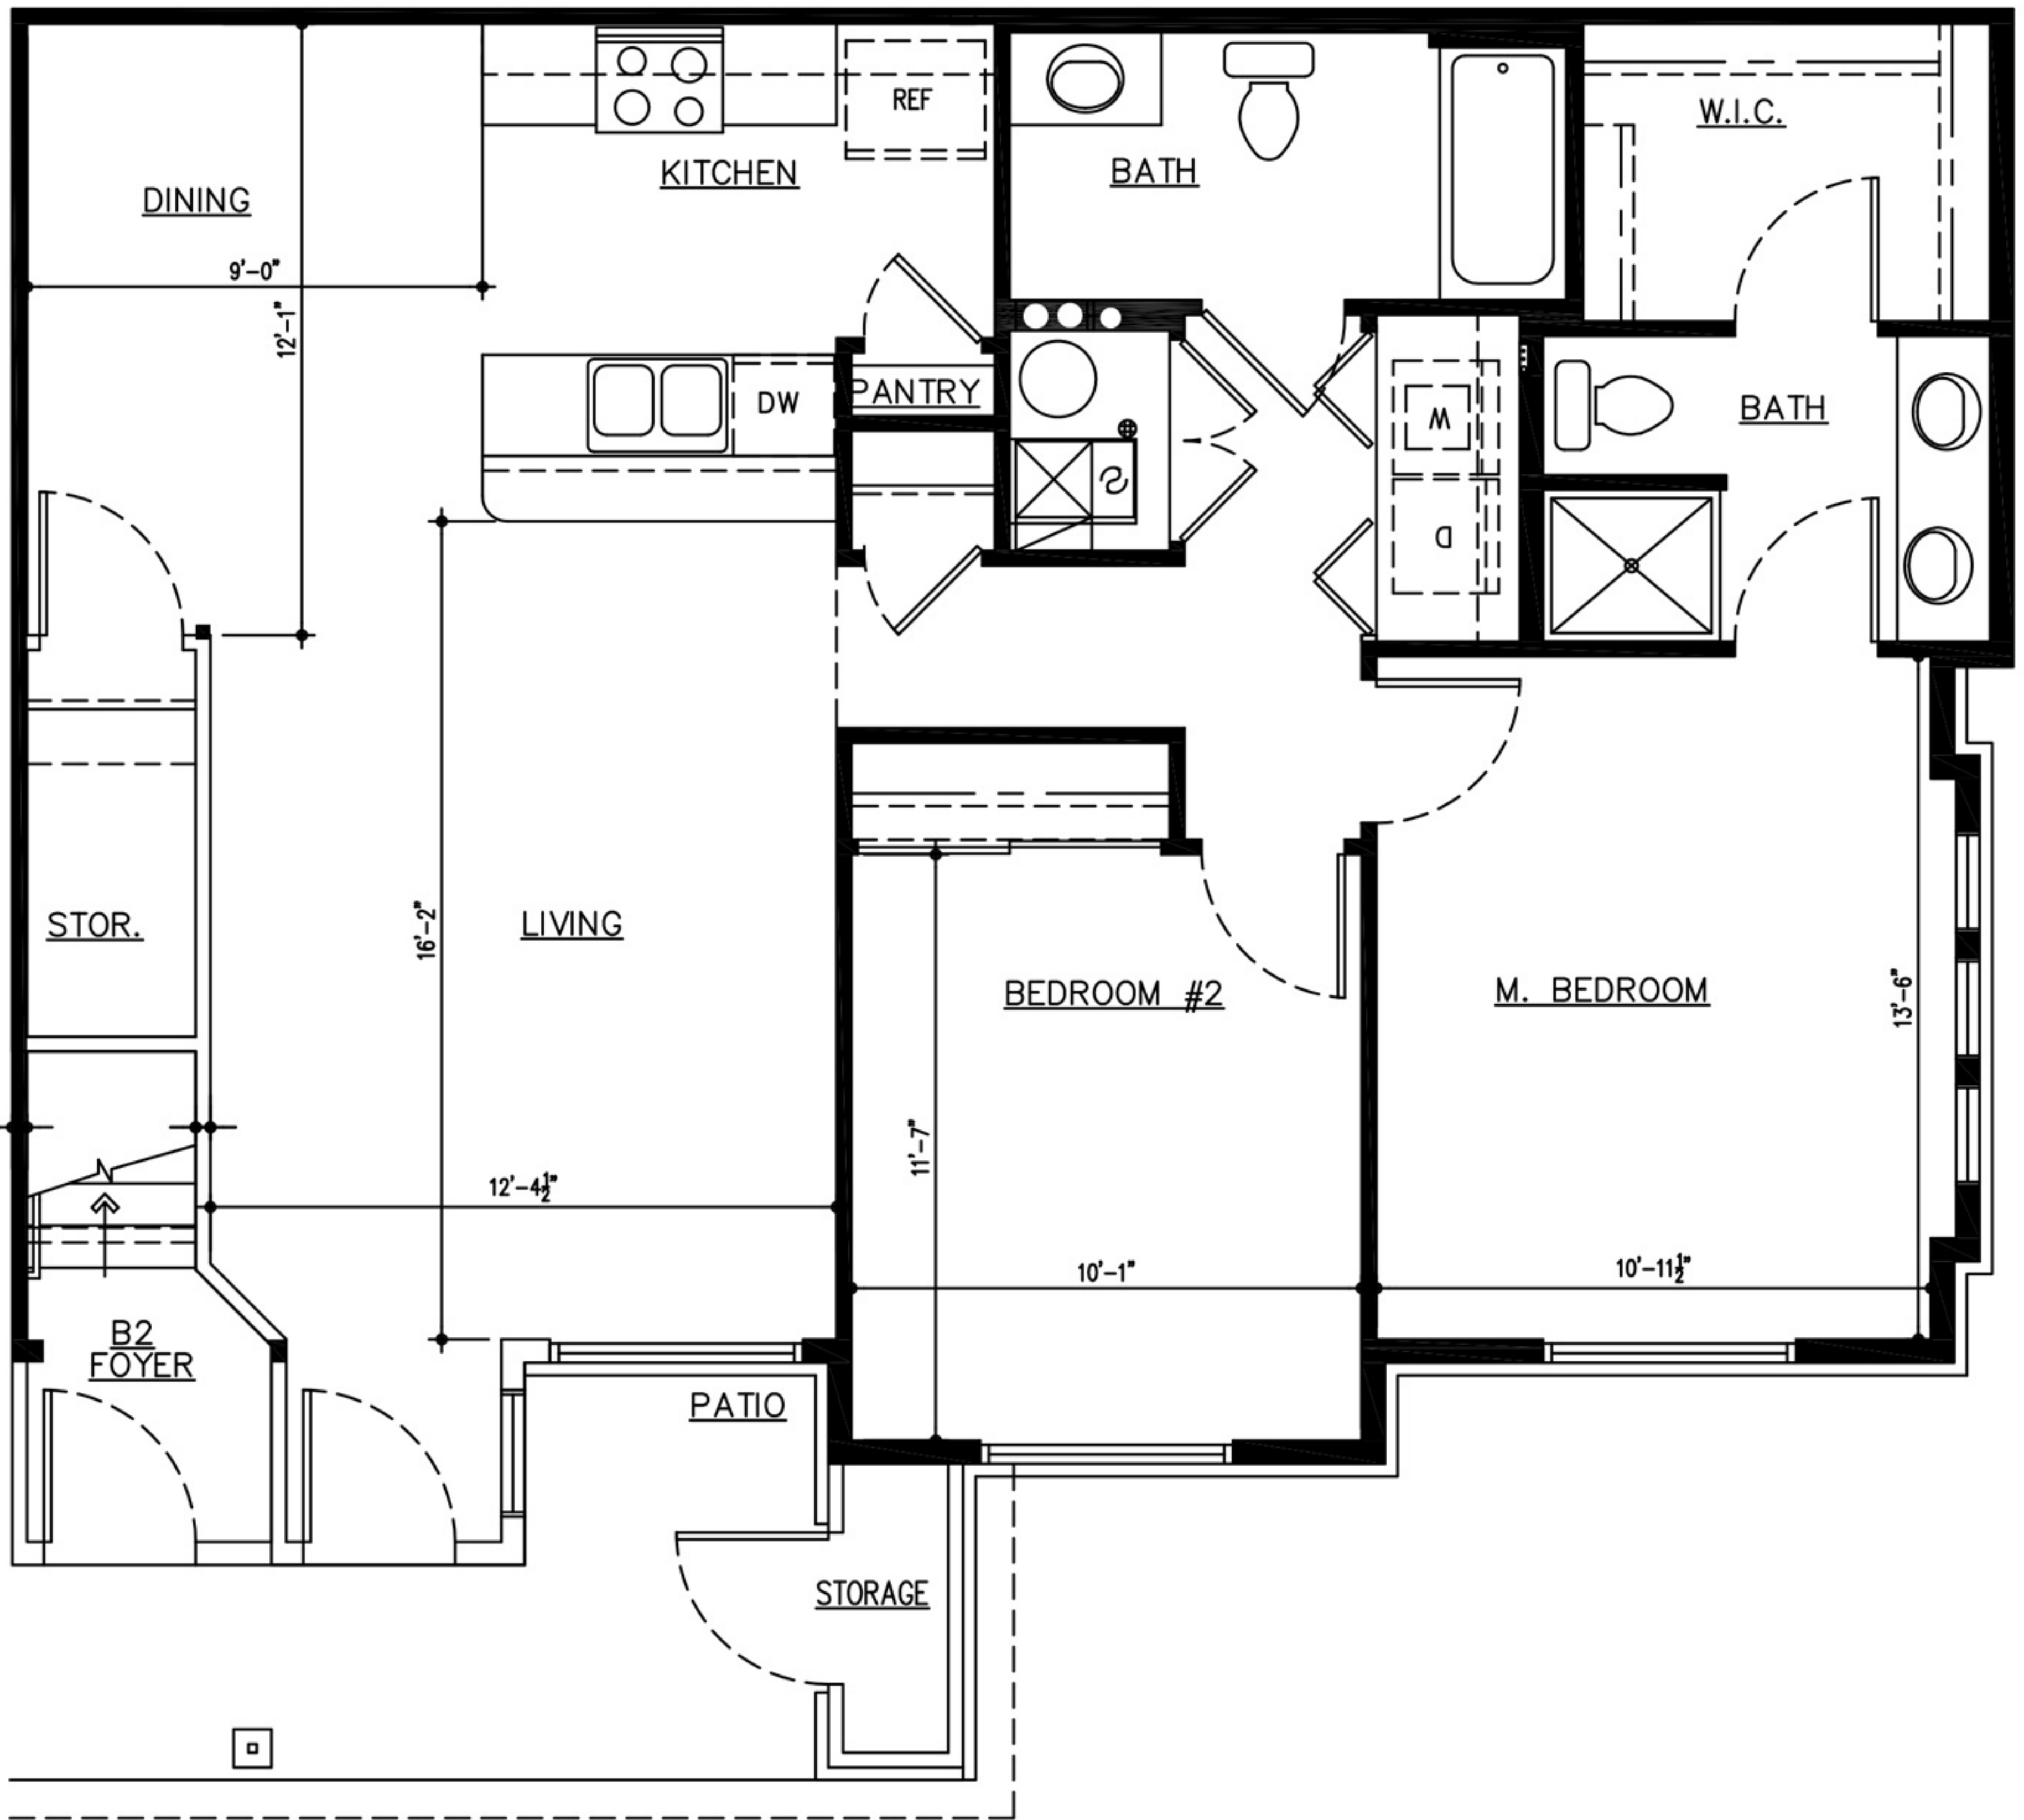 REF
W.I.C.
KITCHEN
BATH
DINING
9'-0"
12'-1"
PANTRY
DW
W
BATH
S
D
STOR.
LIVING
16'-2"
BEDROOM #2
M. BEDROOM
13'-6"
11'-7"
12'-4½"
10'-1"
10'-11½"
B2
FOYER
PATIO
STORAGE